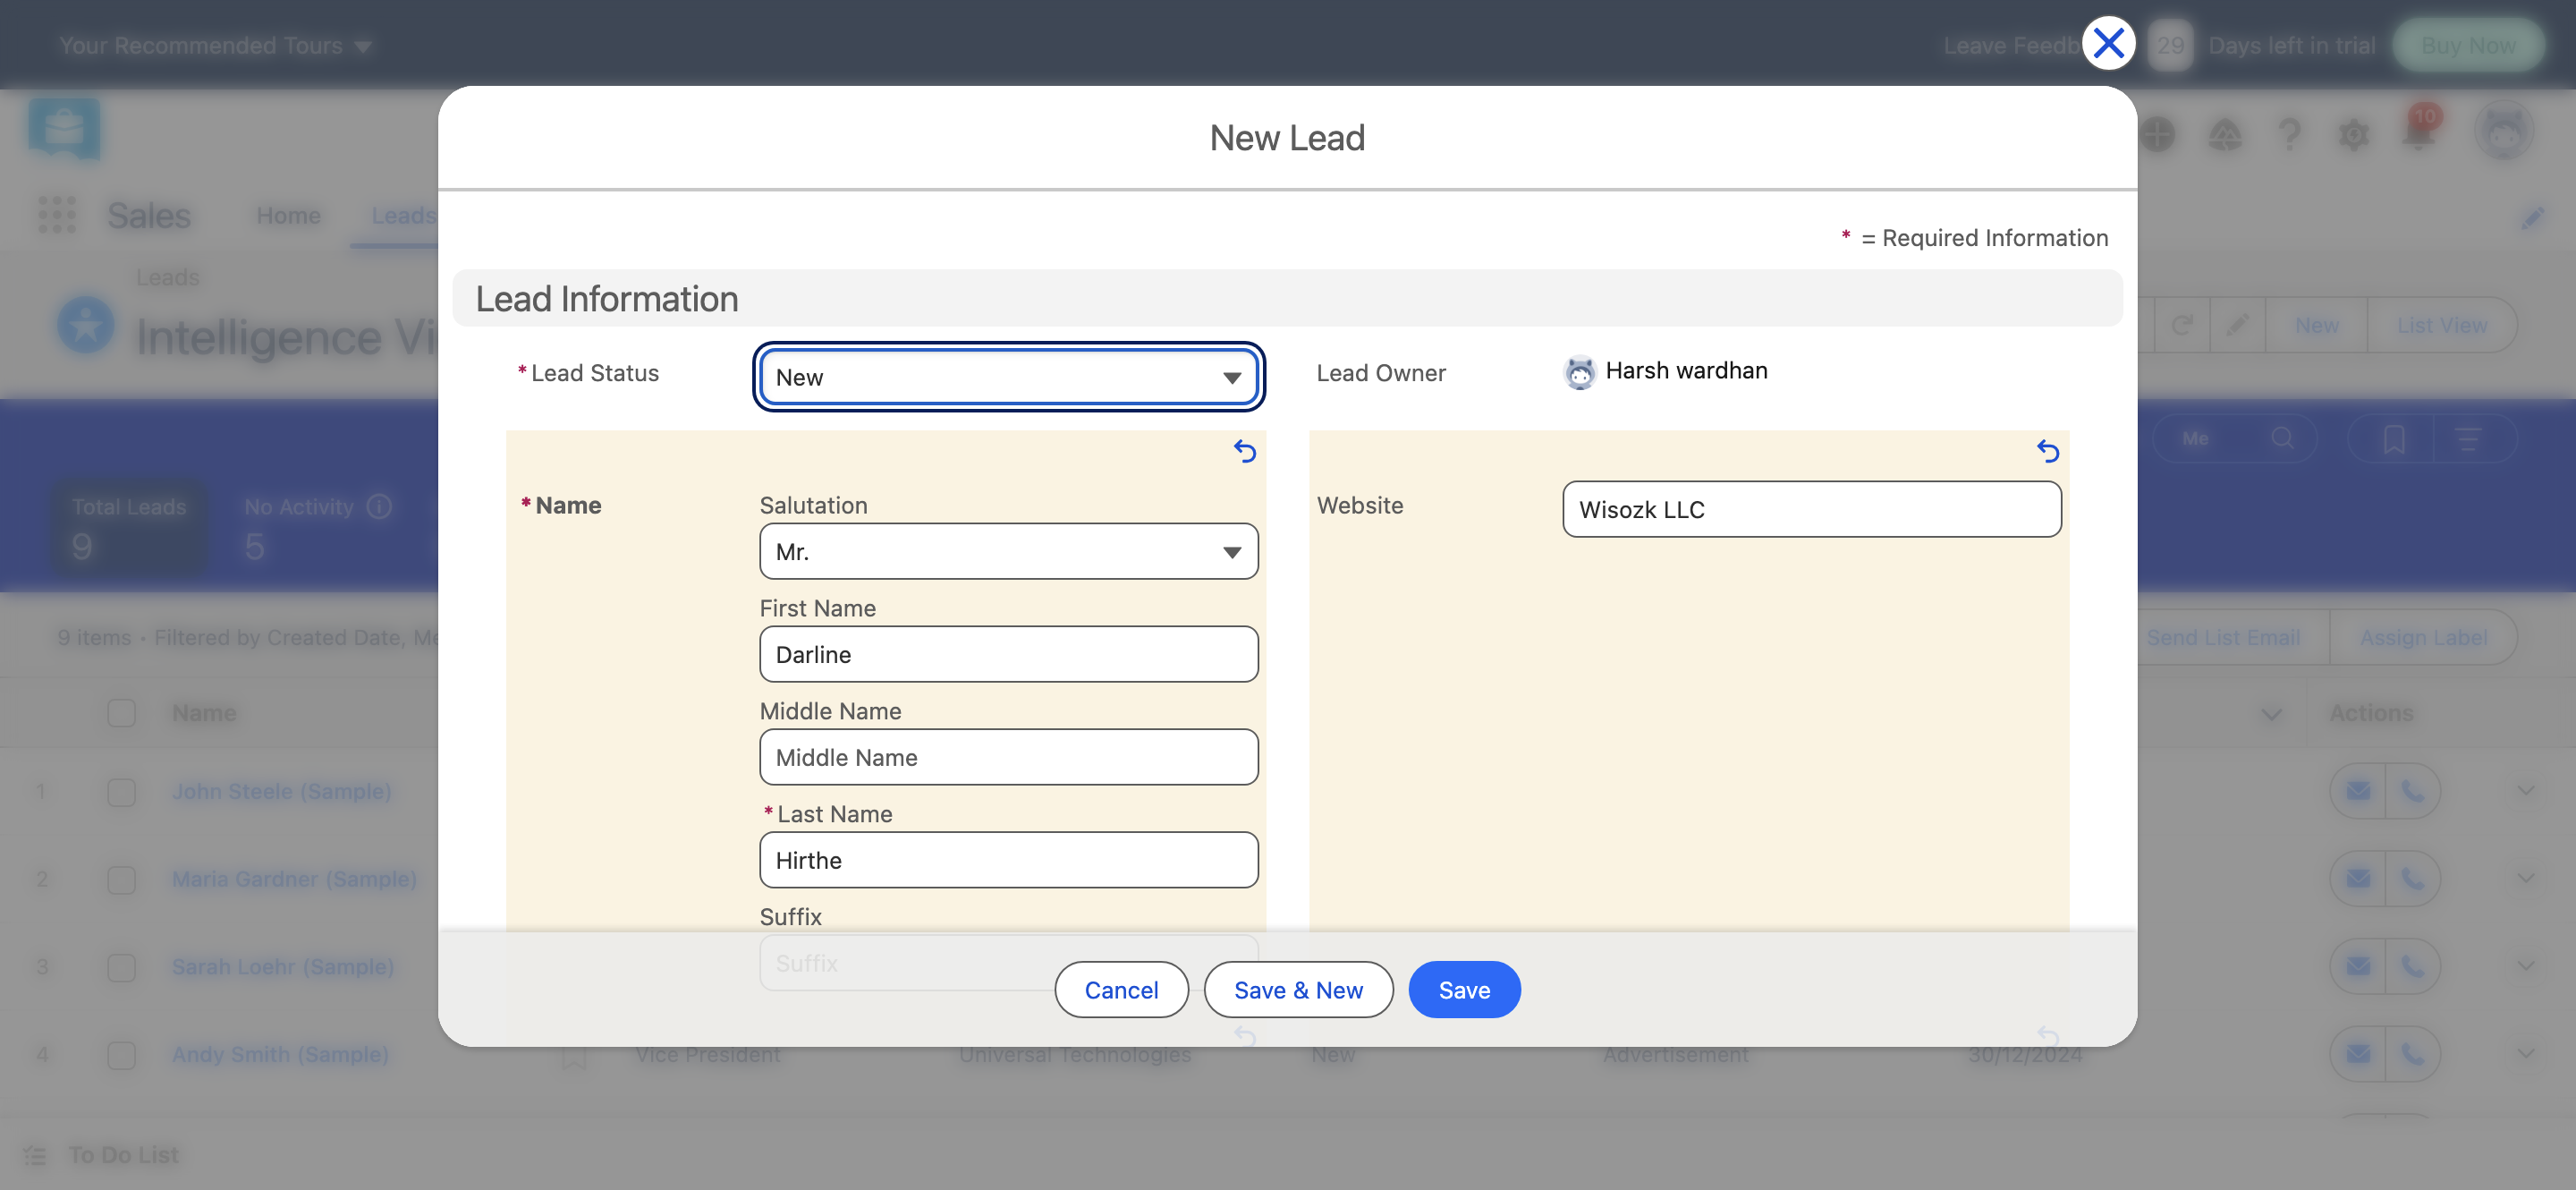 Your Recommended Tours
Leave Feedb
29
Days left in trial
Buy Now
New Lead
10
Sales
Home
Leads
* = Required Information
Leads
Intelligence Vi
New
List View
Lead Information
*Lead Status
New
Lead Owner
Harsh wardhan
Me
*Name
Salutation
Mr.
Website
Wisozk LLC
Total Leads
9
No Activity
5
First Name
Darline
9 items • Filtered by Created Date, Me
Send List Email
Assign Label
Middle Name
Middle Name
Name
Actions
*Last Name
Hirthe
1
John Steele (Sample)
2
Maria Gardner (Sample)
Suffix
Suffix
3
Sarah Loehr (Sample)
Cancel
Save & New
Save
4
Andy Smith (Sample)
Vice President
Universal Technologies
New
Advertisement
30/12/2024
To Do List